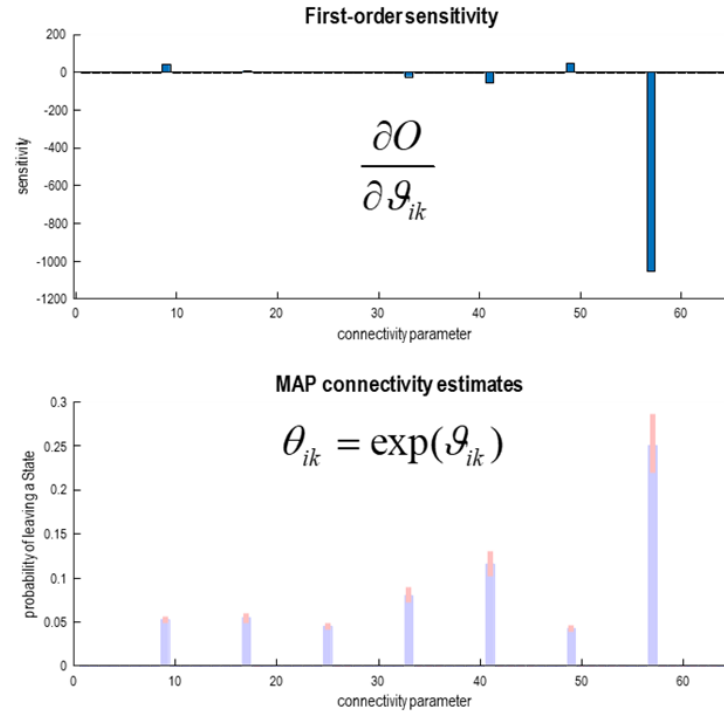 First-order sensitivity
200
0
-200
-400
-600
-800
-1000
-1200
sensitivity
∂O
∂ϑik
0 10 20 30 40 50 60
connectivity parameter
MAP connectivity estimates
0.3
0.25
0.2
0.15
0.1
0.05
0
probability of leaving a State
θik = exp(ϑik)
0 10 20 30 40 50 60
connectivity parameter